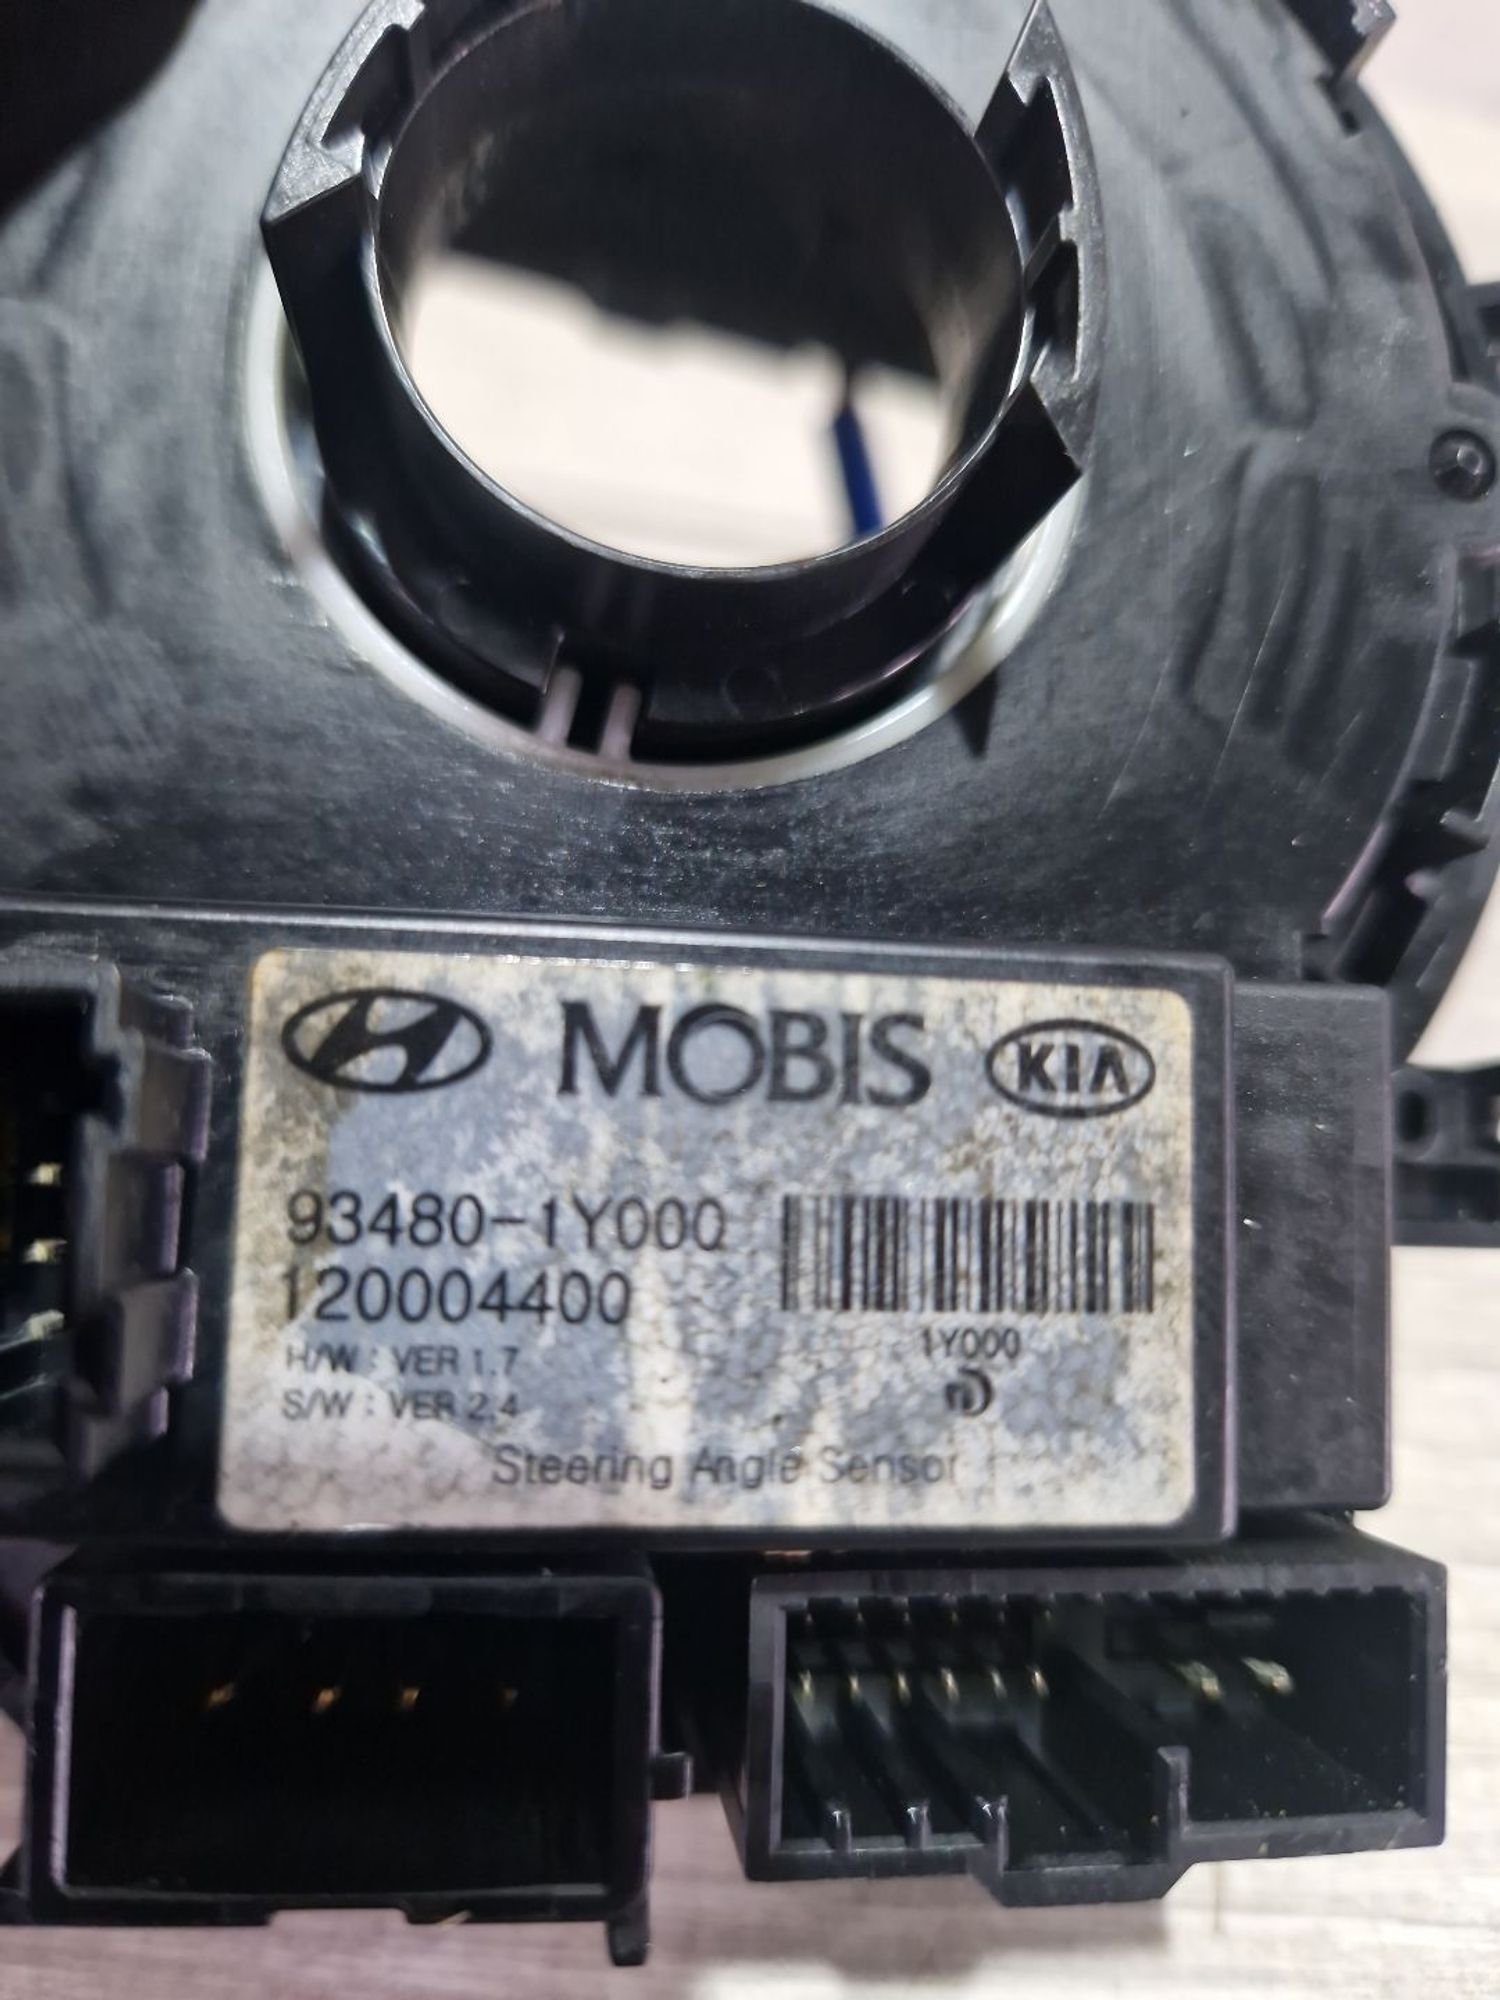 MOBIS KIA
93480-1Y000
120004400
H/W : VER 1.7
S/W : VER 2.4
1Y000
Steering Angle Sensor